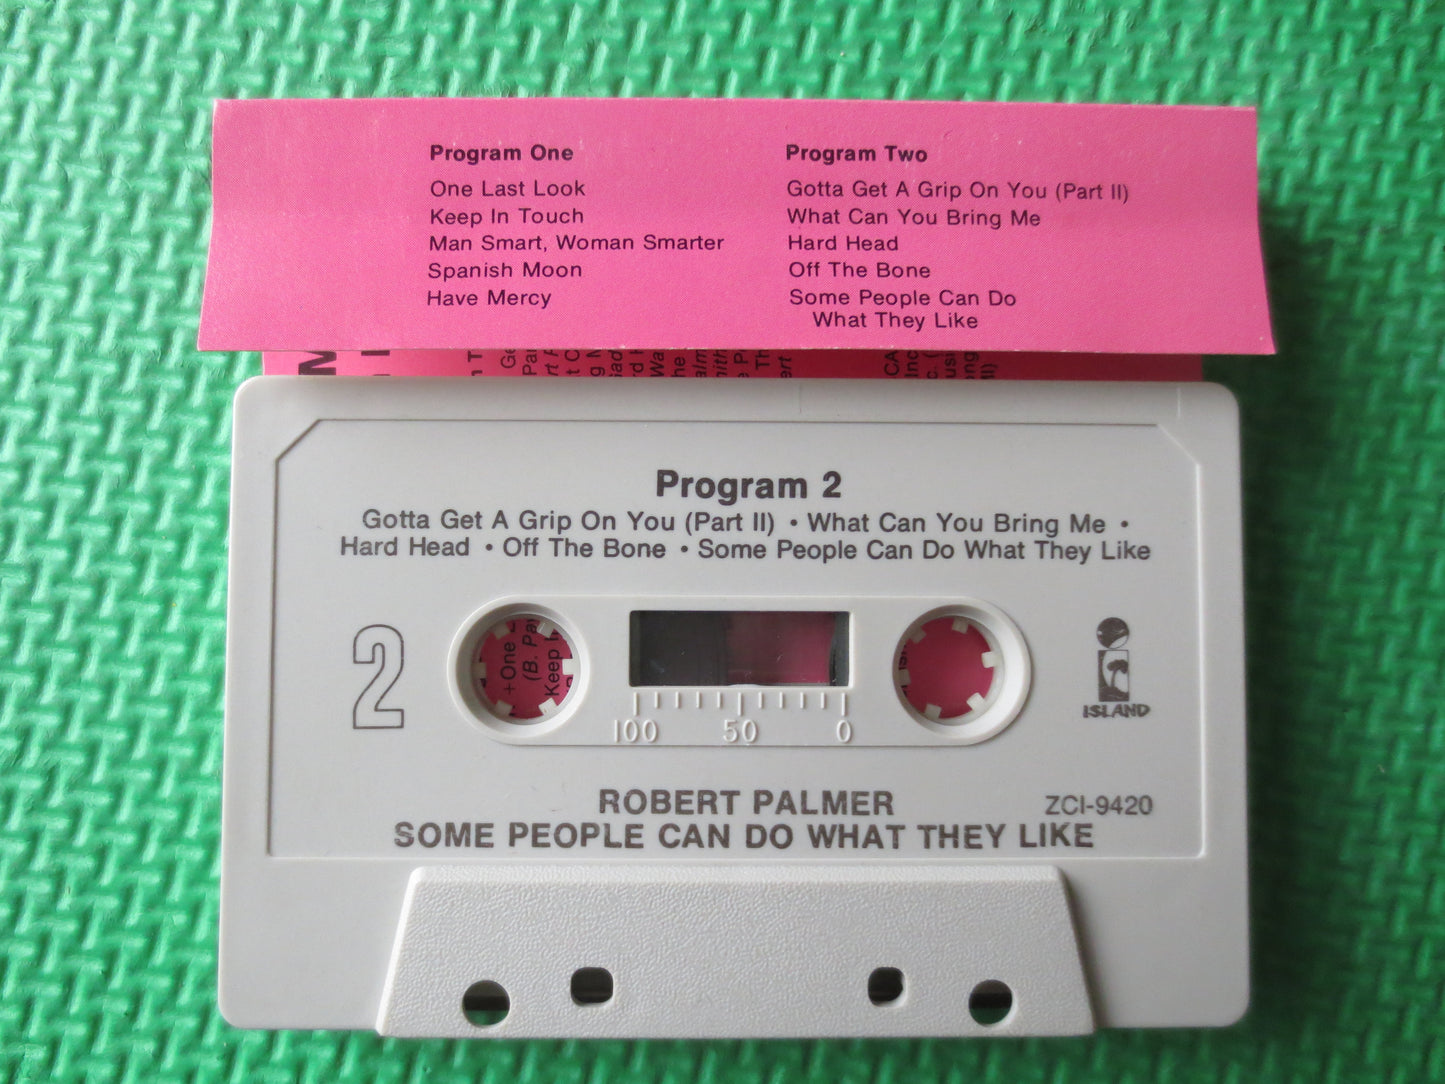 Program One
One Last Look
Keep In Touch
Man Smart, Woman Smarter
Spanish Moon
Have Mercy
Program Two
Gotta Get A Grip On You (Part II)
What Can You Bring Me
Hard Head
Off The Bone
Some People Can Do
What They Like
Program 2
Gotta Get A Grip On You (Part II) • What Can You Bring Me •
Hard Head • Off The Bone • Some People Can Do What They Like
2
+One
(B. Pa
Keep
100 50 0
ISLAND
ROBERT PALMER
ZCI-9420
SOME PEOPLE CAN DO WHAT THEY LIKE